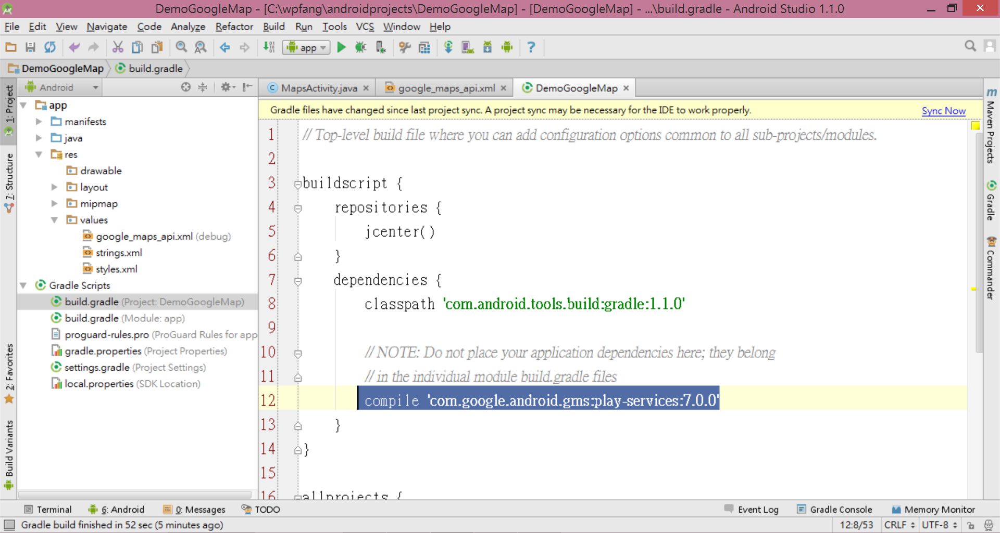 DemoGoogleMap - [C:\wpfang\androidprojects\DemoGoogleMap] - [DemoGoogleMap] - ...\build.gradle - Android Studio 1.1.0
File Edit View Navigate Code Analyze Refactor Build Run Tools VCS Window Help
app
DemoGoogleMap build.gradle
Android
MapsActivity.java google_maps_api.xml DemoGoogleMap
1: Project
7: Structure
2: Favorites
Build Variants
app
manifests
java
res
drawable
layout
mipmap
values
google_maps_api.xml (debug)
strings.xml
styles.xml
Gradle Scripts
build.gradle (Project: DemoGoogleMap)
build.gradle (Module: app)
proguard-rules.pro (ProGuard Rules for app
gradle.properties (Project Properties)
settings.gradle (Project Settings)
local.properties (SDK Location)
Gradle files have changed since last project sync. A project sync may be necessary for the IDE to work properly. Sync Now
1 // Top-level build file where you can add configuration options common to all sub-projects/modules.
2
3 buildscript {
4 repositories {
5 jcenter()
6 }
7 dependencies {
8 classpath 'com.android.tools.build:gradle:1.1.0'
9
10 // NOTE: Do not place your application dependencies here; they belong
11 // in the individual module build.gradle files
12 compile 'com.google.android.gms:play-services:7.0.0'
13 }
14 }
15
16 allprojects {
m Maven Projects
Gradle
Commander
Terminal 6: Android 0: Messages TODO Event Log Gradle Console Memory Monitor
Gradle build finished in 52 sec (5 minutes ago) 12:8/53 CRLF UTF-8